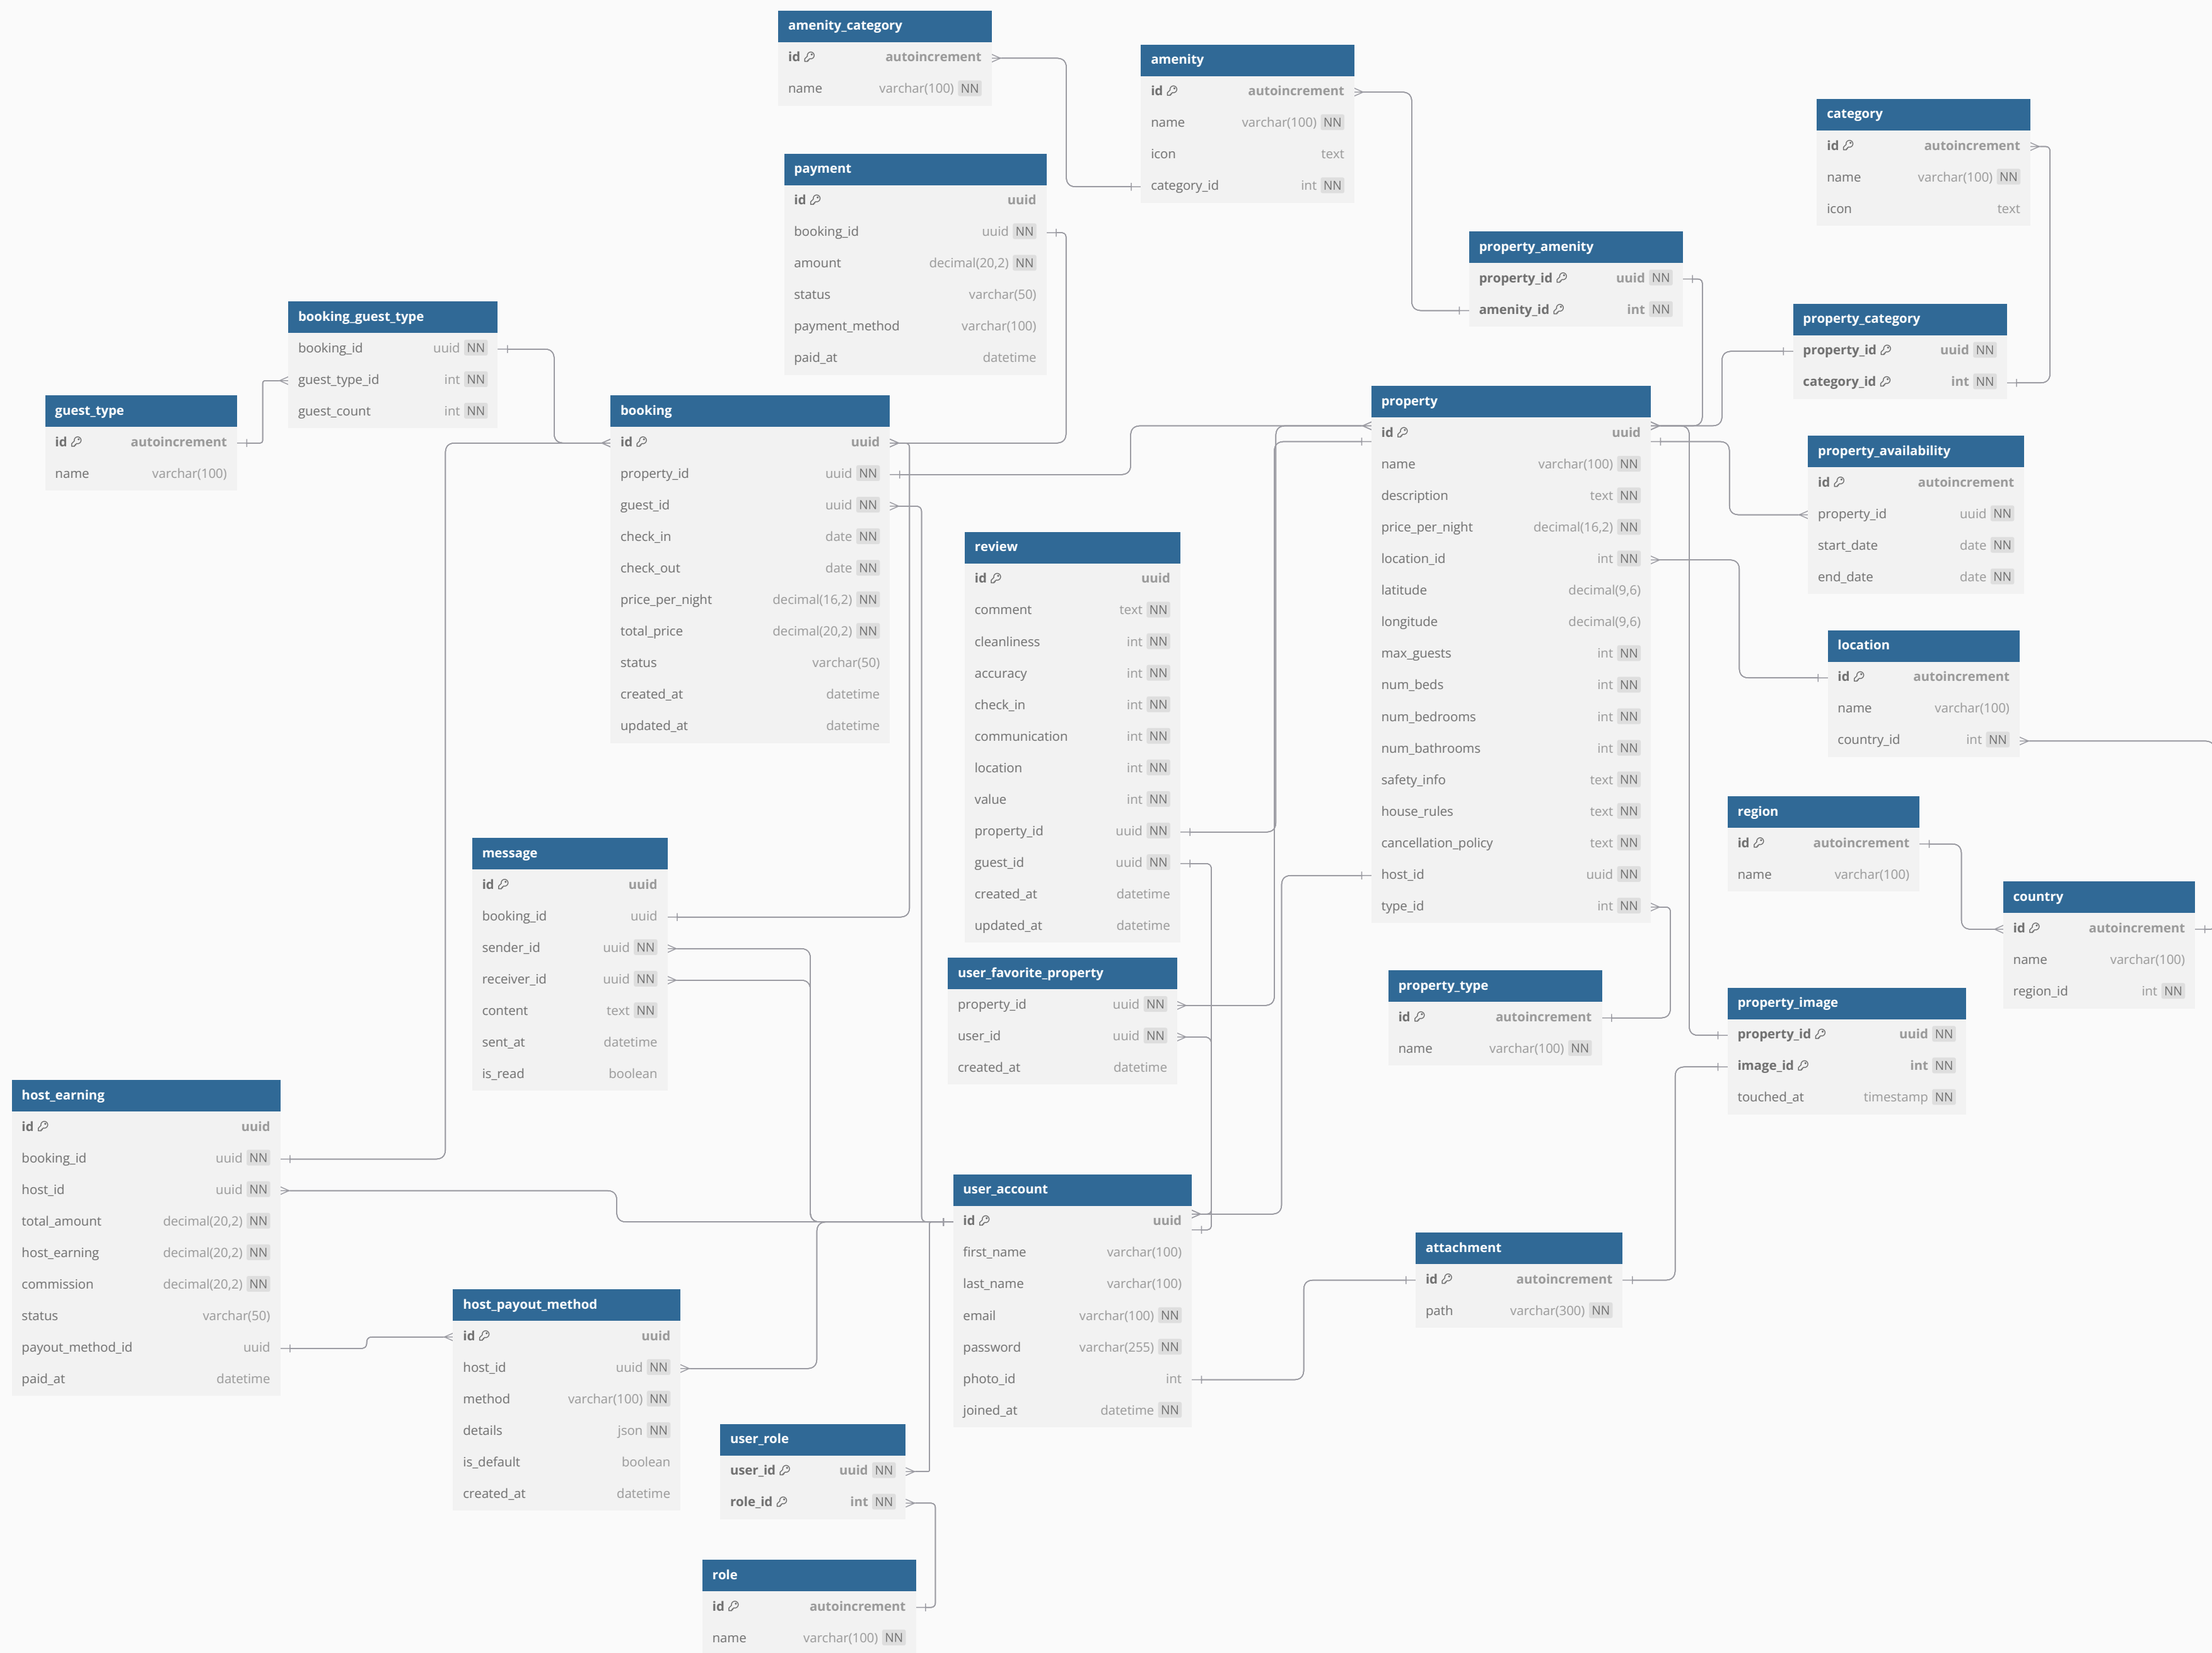 amenity_category
id autoincrement
name varchar(100) NN
amenity
id autoincrement
name varchar(100) NN
icon text
category_id int NN
category
id autoincrement
name varchar(100) NN
icon text
payment
id uuid
booking_id uuid NN
amount decimal(20,2) NN
status varchar(50)
payment_method varchar(100)
paid_at datetime
property_amenity
property_id uuid NN
amenity_id int NN
booking_guest_type
booking_id uuid NN
guest_type_id int NN
guest_count int NN
property_category
property_id uuid NN
category_id int NN
guest_type
id autoincrement
name varchar(100)
booking
id uuid
property_id uuid NN
guest_id uuid NN
check_in date NN
check_out date NN
price_per_night decimal(16,2) NN
total_price decimal(20,2) NN
status varchar(50)
created_at datetime
updated_at datetime
property
id uuid
name varchar(100) NN
description text NN
price_per_night decimal(16,2) NN
location_id int NN
latitude decimal(9,6)
longitude decimal(9,6)
max_guests int NN
num_beds int NN
num_bedrooms int NN
num_bathrooms int NN
safety_info text NN
house_rules text NN
cancellation_policy text NN
host_id uuid NN
type_id int NN
property_availability
id autoincrement
property_id uuid NN
start_date date NN
end_date date NN
review
id uuid
comment text NN
cleanliness int NN
accuracy int NN
check_in int NN
communication int NN
location int NN
value int NN
property_id uuid NN
guest_id uuid NN
created_at datetime
updated_at datetime
location
id autoincrement
name varchar(100)
country_id int NN
region
id autoincrement
name varchar(100)
message
id uuid
booking_id uuid
sender_id uuid NN
receiver_id uuid NN
content text NN
sent_at datetime
is_read boolean
country
id autoincrement
name varchar(100)
region_id int NN
user_favorite_property
property_id uuid NN
user_id uuid NN
created_at datetime
property_type
id autoincrement
name varchar(100) NN
property_image
property_id uuid NN
image_id int NN
touched_at timestamp NN
host_earning
id uuid
booking_id uuid NN
host_id uuid NN
total_amount decimal(20,2) NN
host_earning decimal(20,2) NN
commission decimal(20,2) NN
status varchar(50)
payout_method_id uuid
paid_at datetime
user_account
id uuid
first_name varchar(100)
last_name varchar(100)
email varchar(100) NN
password varchar(255) NN
photo_id int
joined_at datetime NN
attachment
id autoincrement
path varchar(300) NN
host_payout_method
id uuid
host_id uuid NN
method varchar(100) NN
details json NN
is_default boolean
created_at datetime
user_role
user_id uuid NN
role_id int NN
role
id autoincrement
name varchar(100) NN